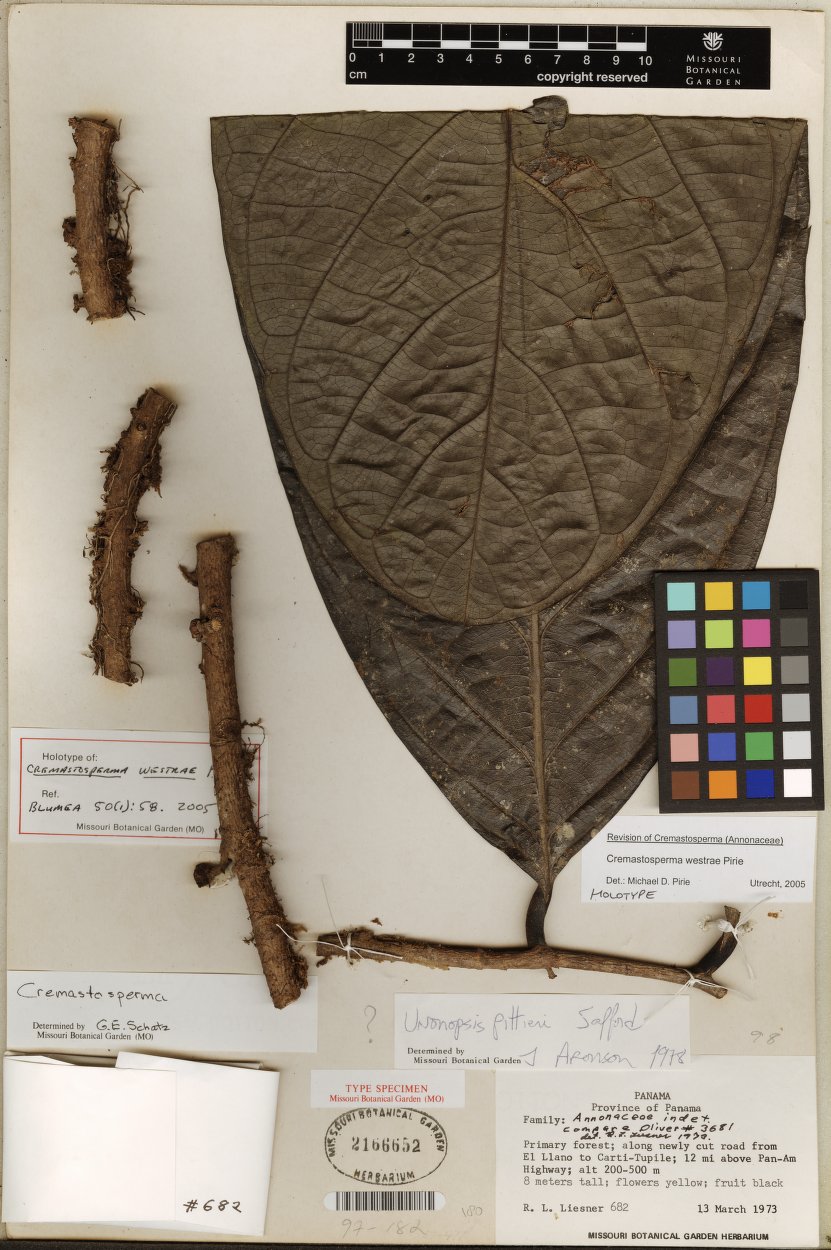 0 1 2 3 4 5 6 7 8 9 10
cm
copyright reserved
MISSOURI
BOTANICAL
GARDEN
Holotype of:
CREMASTOSPERMA WESTRAE
Ref.
BLUMEA 50(1): 58. 2005
Missouri Botanical Garden (MO)
Revision of Cremastosperma (Annonaceae)
Cremastosperma westrae Pirie
Det.: Michael D. Pirie Utrecht, 2005
HOLOTYPE
Cremastosperma
Determined by G.E. Schatz
Missouri Botanical Garden (MO)
? Unonopsis pittieri Safford
Determined by
Missouri Botanical Garden J Aronson 1978
98
TYPE SPECIMEN
Missouri Botanical Garden (MO)
MISSOURI BOTANICAL GARDEN
2166652
HERBARIUM
97-182
180
#682
PANAMA
Province of Panama
Family: Annonaceae indet.
compare Oliver # 3681
det. 1978.
Primary forest; along newly cut road from
El Llano to Carti-Tupile; 12 mi above Pan-Am
Highway; alt 200-500 m
8 meters tall; flowers yellow; fruit black
R. L. Liesner 682 13 March 1973
MISSOURI BOTANICAL GARDEN HERBARIUM